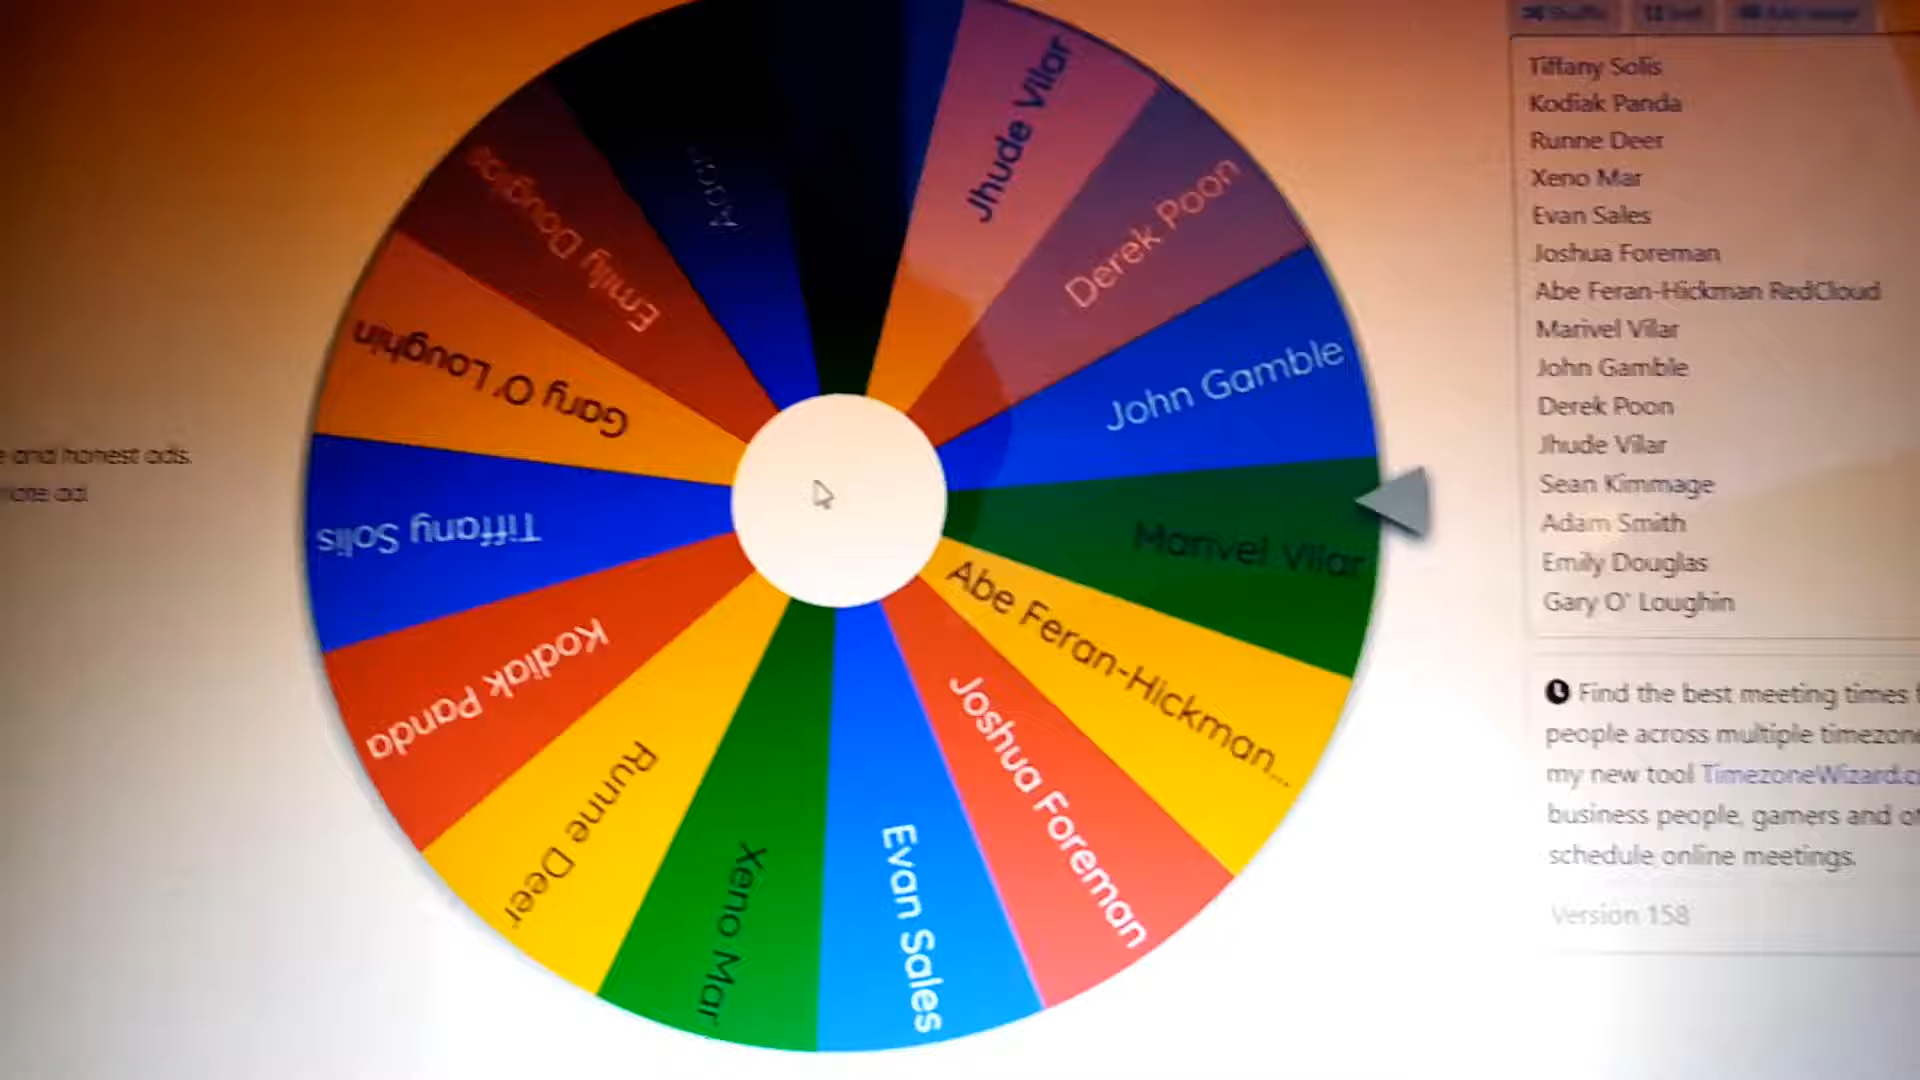 Jhude Vilar
Derek Poon
John Gamble
Marivel Vilar
Abe Feran-Hickman...
Joshua Foreman
Evan Sales
Xeno Mar
Runne Deer
Kodiak Panda
Tiffany Solis
Gary O' Loughin
Emily Douglas
and honest ads.
ad
Tiffany Solis
Kodiak Panda
Runne Deer
Xeno Mar
Evan Sales
Joshua Foreman
Abe Feran-Hickman RedCloud
Marivel Vilar
John Gamble
Derek Poon
Jhude Vilar
Sean Kimmage
Adam Smith
Emily Douglas
Gary O' Loughin
Find the best meeting times
people across multiple timezone
my new tool TimezoneWizard.c
business people, gamers and
schedule online meetings.
Version 158